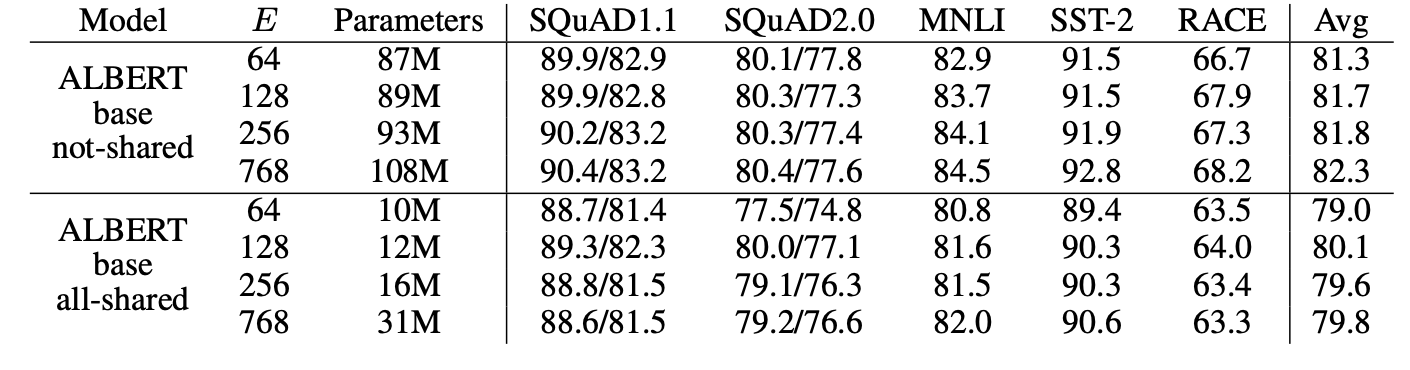 Model E Parameters SQuAD1.1 SQuAD2.0 MNLI SST-2 RACE Avg
ALBERT base not-shared
64 87M 89.9/82.9 80.1/77.8 82.9 91.5 66.7 81.3
128 89M 89.9/82.8 80.3/77.3 83.7 91.5 67.9 81.7
256 93M 90.2/83.2 80.3/77.4 84.1 91.9 67.3 81.8
768 108M 90.4/83.2 80.4/77.6 84.5 92.8 68.2 82.3
ALBERT base all-shared
64 10M 88.7/81.4 77.5/74.8 80.8 89.4 63.5 79.0
128 12M 89.3/82.3 80.0/77.1 81.6 90.3 64.0 80.1
256 16M 88.8/81.5 79.1/76.3 81.5 90.3 63.4 79.6
768 31M 88.6/81.5 79.2/76.6 82.0 90.6 63.3 79.8